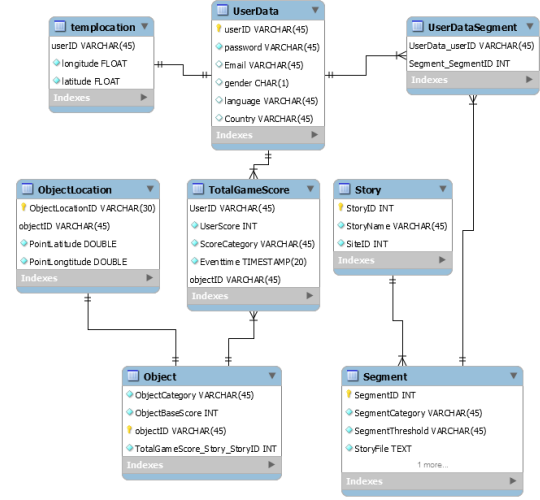 templocation
userID VARCHAR(45)
longitude FLOAT
latitude FLOAT
Indexes
UserData
userID VARCHAR(45)
password VARCHAR(45)
Email VARCHAR(45)
gender CHAR(1)
language VARCHAR(45)
Country VARCHAR(45)
Indexes
UserDataSegment
UserData_userID VARCHAR(45)
Segment_SegmentID INT
Indexes
ObjectLocation
ObjectLocationID VARCHAR(30)
objectID VARCHAR(45)
PointLatitude DOUBLE
PointLongtitude DOUBLE
Indexes
TotalGameScore
UserID VARCHAR(45)
UserScore INT
ScoreCategory VARCHAR(45)
Eventtime TIMESTAMP(20)
objectID VARCHAR(45)
Indexes
Story
StoryID INT
StoryName VARCHAR(45)
SiteID INT
Indexes
Object
ObjectCategory VARCHAR(45)
ObjectBaseScore INT
objectID VARCHAR(45)
TotalGameScore_Story_StoryID INT
Indexes
Segment
SegmentID INT
SegmentCategory VARCHAR(45)
SegmentThreshold VARCHAR(45)
StoryFile TEXT
1 more...
Indexes